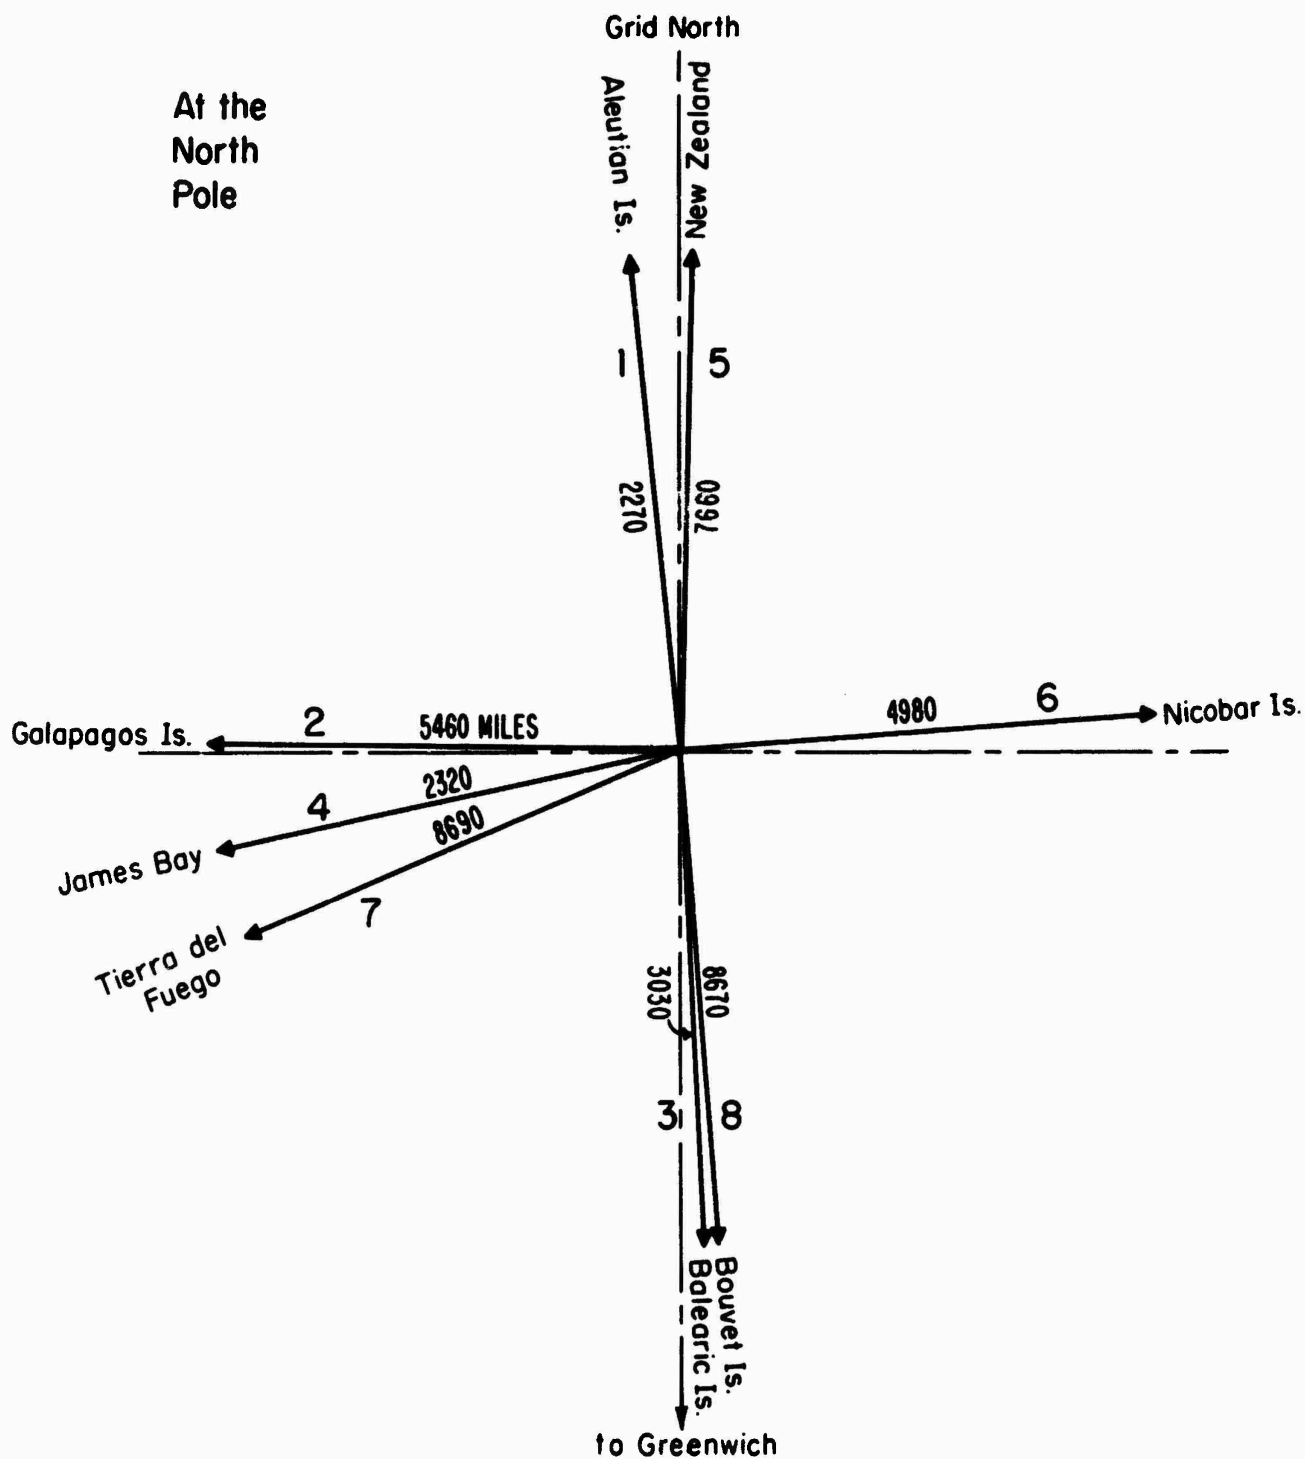 Grid North
At the
North
Pole
Aleutian Is.
New Zealand
1
5
2270
7660
Galapagos Is.
2
5460 MILES
4980
6
Nicobar Is.
2320
4
8690
James Bay
7
Tierra del
Fuego
3030
8670
3
8
Bouvet Is.
Balearic Is.
to Greenwich